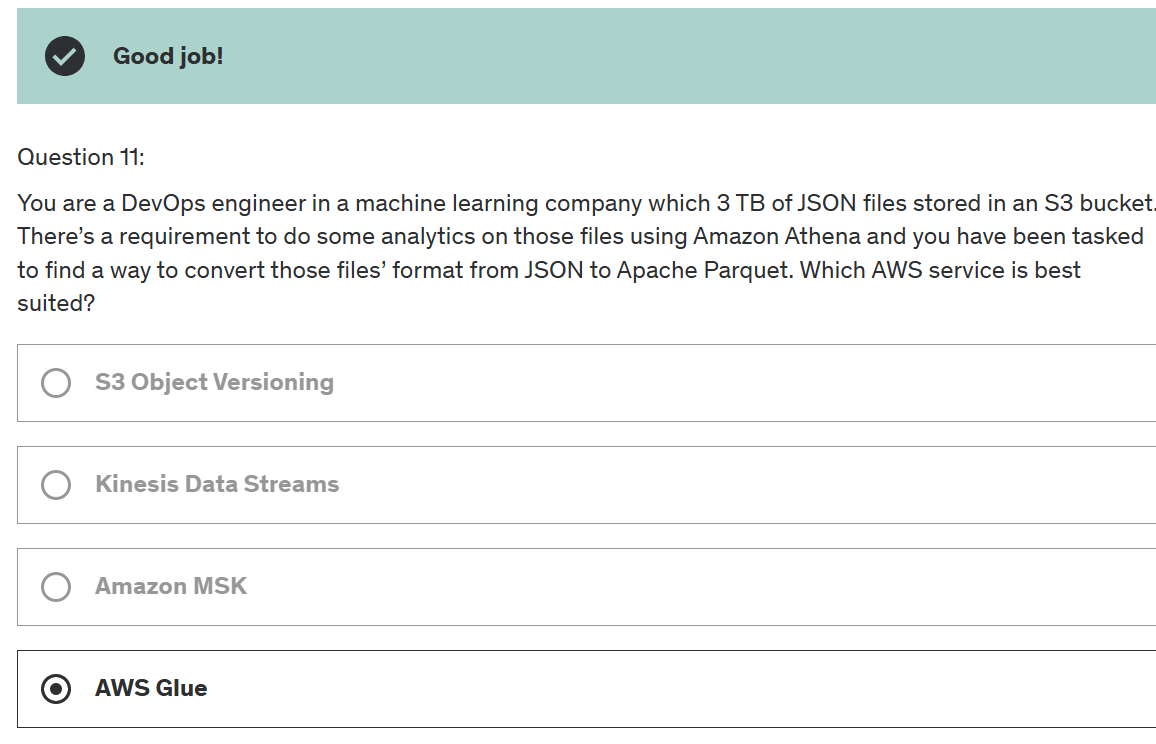 Good job!
Question 11:
You are a DevOps engineer in a machine learning company which 3 TB of JSON files stored in an S3 bucket.
There's a requirement to do some analytics on those files using Amazon Athena and you have been tasked
to find a way to convert those files' format from JSON to Apache Parquet. Which AWS service is best
suited?
S3 Object Versioning
Kinesis Data Streams
Amazon MSK
AWS Glue